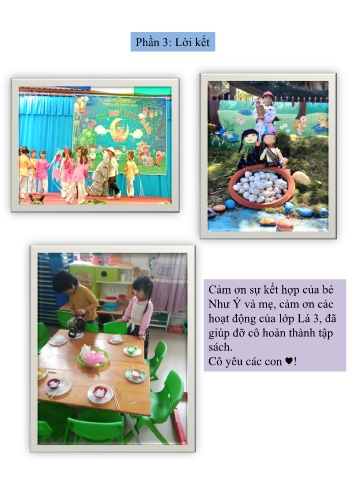 Phần 3: Lời kết
Cảm ơn sự kết hợp của bé
Như Ý và mẹ, cảm ơn các
hoạt động của lớp Lá 3, đã
giúp đỡ cô hoàn thành tập
sách.
Cô yêu các con ♥!